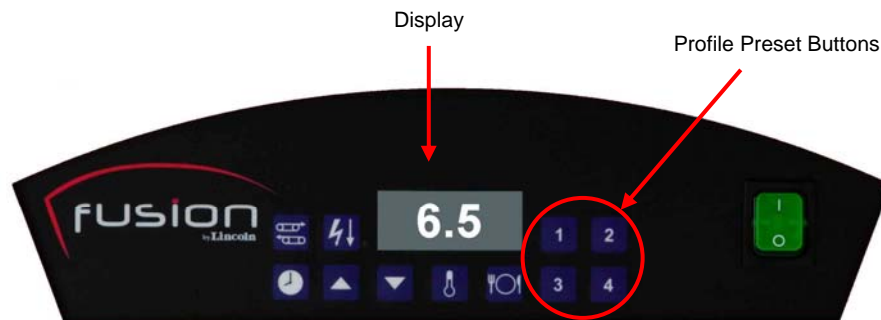 Display
Profile Preset Buttons
fusion
by Lincoln
6.5
1 2
3 4
I
O